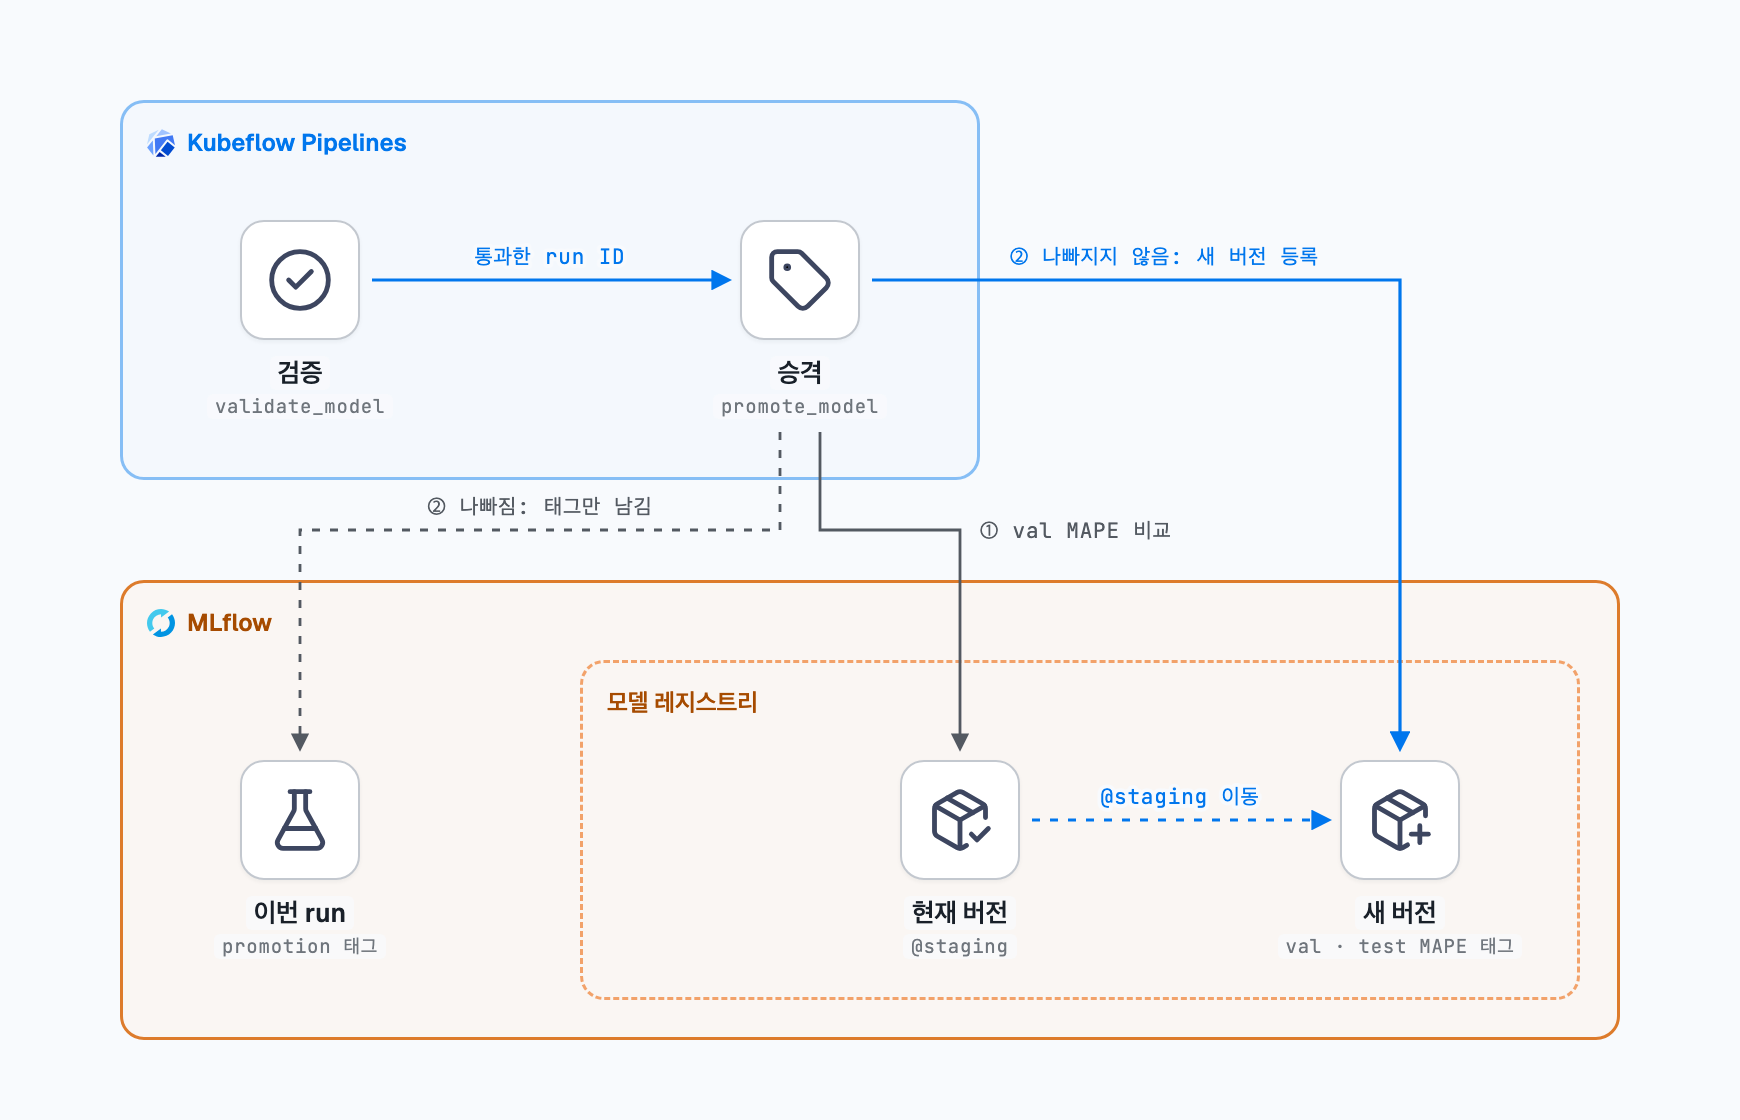 Kubeflow Pipelines
통과한 run ID
② 나빠지지 않음: 새 버전 등록
검증
validate_model
승격
promote_model
② 나빠짐: 태그만 남김
① val MAPE 비교
MLflow
모델 레지스트리
@staging 이동
이번 run
promotion 태그
현재 버전
@staging
새 버전
val · test MAPE 태그